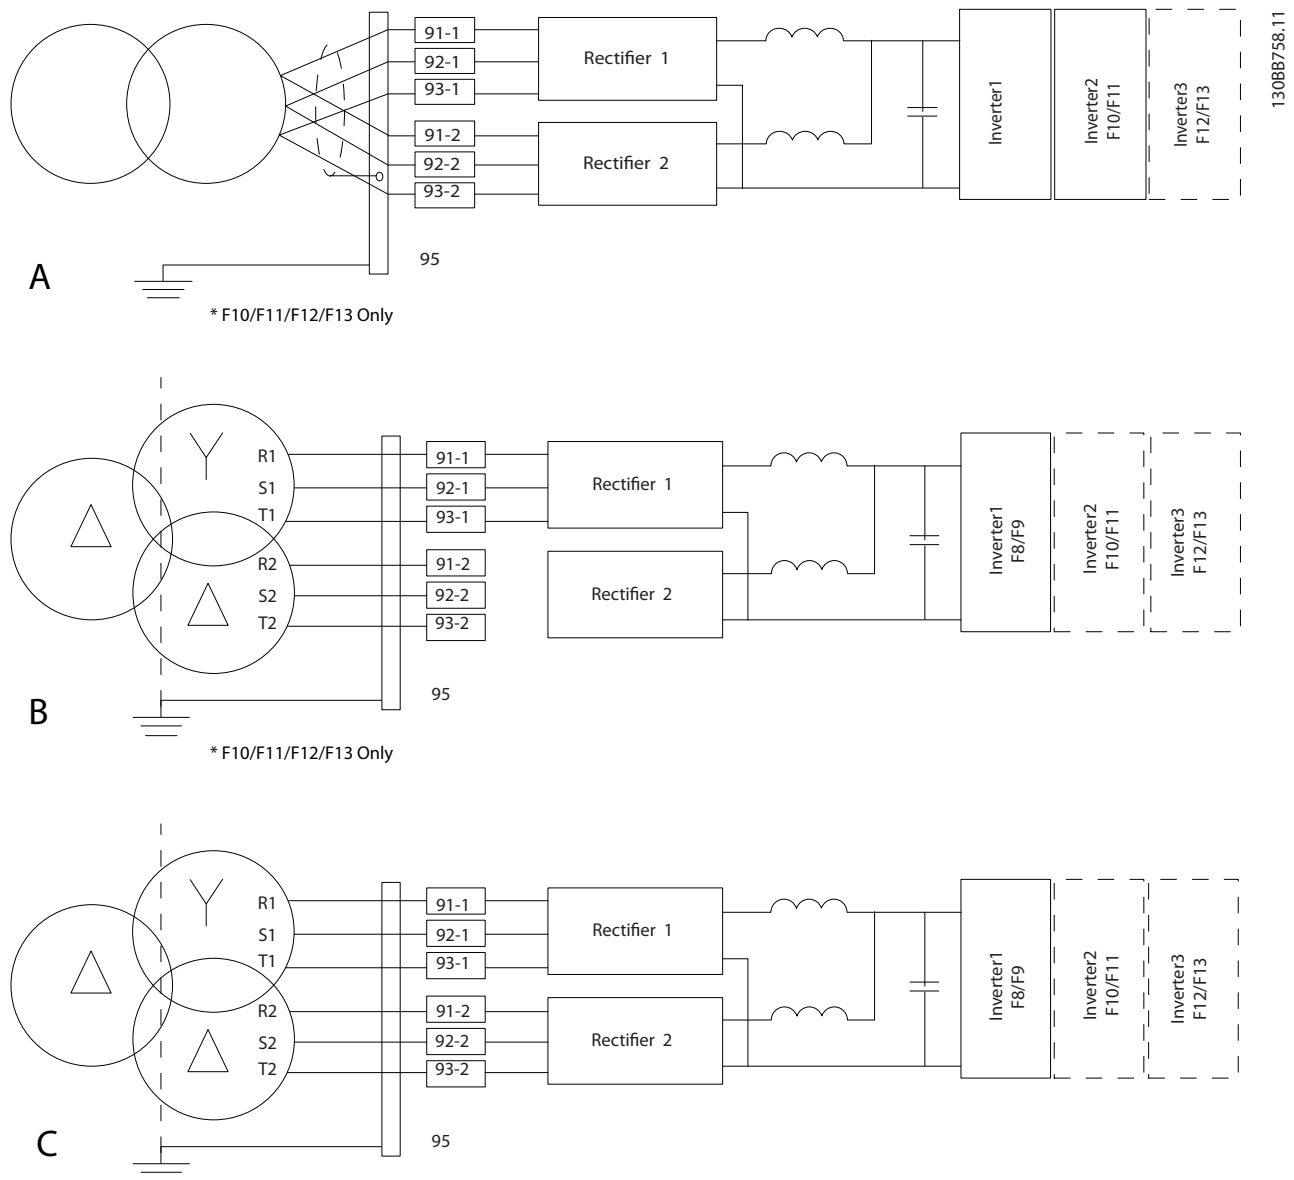 91-1
92-1
93-1
91-2
92-2
93-2
Rectifier 1
Rectifier 2
Inverter1
Inverter2
F10/F11
Inverter3
F12/F13
130BB758.11
95
A
* F10/F11/F12/F13 Only
R1
S1
T1
R2
S2
T2
91-1
92-1
93-1
91-2
92-2
93-2
Rectifier 1
Rectifier 2
Inverter1
F8/F9
Inverter2
F10/F11
Inverter3
F12/F13
95
B
* F10/F11/F12/F13 Only
R1
S1
T1
R2
S2
T2
91-1
92-1
93-1
91-2
92-2
93-2
Rectifier 1
Rectifier 2
Inverter1
F8/F9
Inverter2
F10/F11
Inverter3
F12/F13
95
C